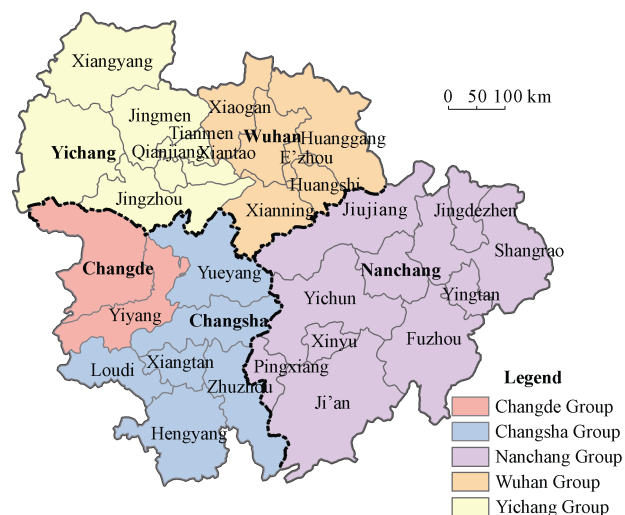 Xiangyang
0 50 100 km
Xiaogan
Jingmen
Tianmen
Wuhan
Huanggang
Yichang
Qianjiang
Xiantao
E’zhou
Huangshi
Jingzhou
Xianning
Jiujiang
Jingdezhen
Shangrao
Changde
Yueyang
Nanchang
Yichun
Yingtan
Yiyang
Changsha
Xinyu
Fuzhou
Loudi
Xiangtan
Pingxiang
Zhuzhou
Ji’an
Hengyang
Legend
Changde Group
Changsha Group
Nanchang Group
Wuhan Group
Yichang Group